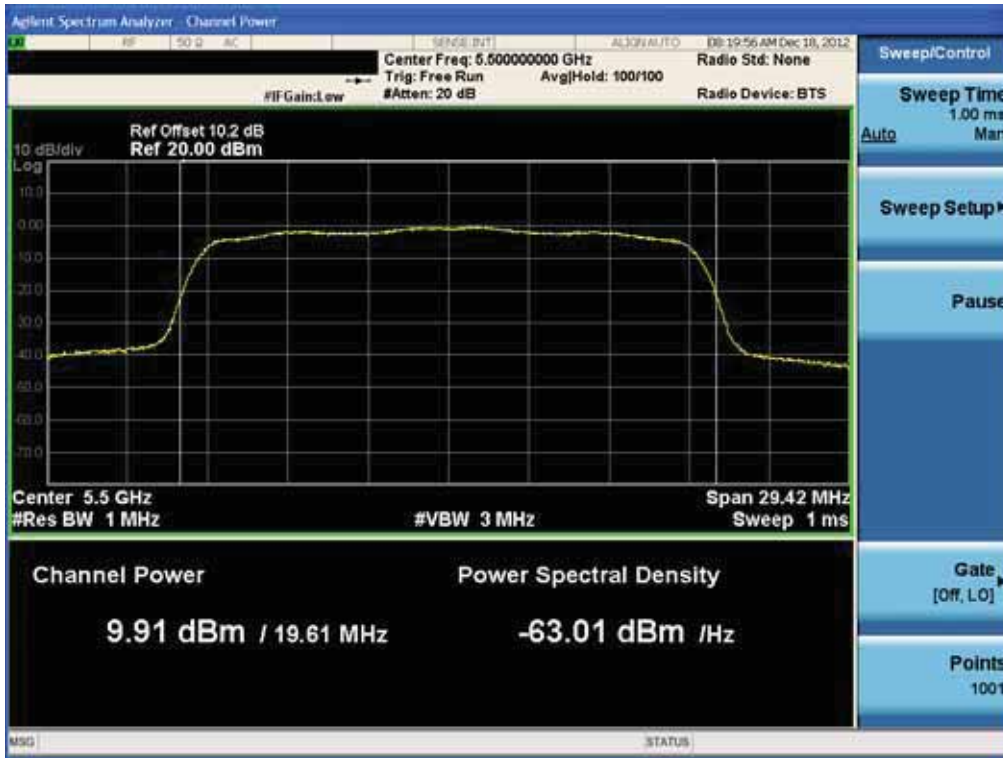 Agilent Spectrum Analyzer - Channel Power
LXI RF 50 Ω AC SENSE:INT ALIGNAUTO 08:19:56 AM Dec 18, 2012
Center Freq: 5.500000000 GHz Radio Std: None
Trig: Free Run Avg|Hold: 100/100
#IFGain:Low #Atten: 20 dB Radio Device: BTS
Ref Offset 10.2 dB
10 dB/div Ref 20.00 dBm
Log
10.0
0.00
-10.0
-20.0
-30.0
-40.0
-50.0
-60.0
-70.0
Center 5.5 GHz Span 29.42 MHz
#Res BW 1 MHz #VBW 3 MHz Sweep 1 ms
Channel Power Power Spectral Density
9.91 dBm / 19.61 MHz -63.01 dBm /Hz
MSG STATUS
Sweep/Control
Sweep Time
1.00 ms
Auto Man
Sweep Setup
Pause
Gate
[Off, LO]
Points
1001